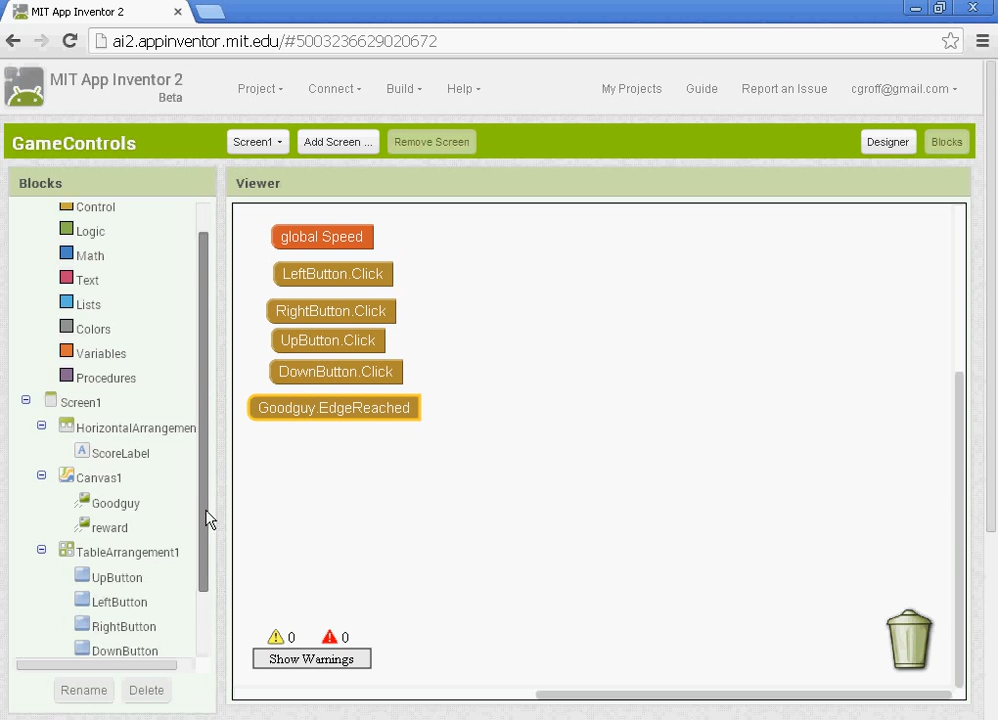 MIT App Inventor 2
ai2.appinventor.mit.edu/#5003236629020672
MIT App Inventor 2
Beta
Project
Connect
Build
Help
My Projects
Guide
Report an Issue
cgroff@gmail.com
GameControls
Screen1
Add Screen ...
Remove Screen
Designer
Blocks
Blocks
Control
Logic
Math
Text
Lists
Colors
Variables
Procedures
Screen1
HorizontalArrangemen
A
ScoreLabel
Canvas1
Goodguy
reward
TableArrangement1
UpButton
LeftButton
RightButton
DownButton
Rename
Delete
Viewer
global Speed
LeftButton.Click
RightButton.Click
UpButton.Click
DownButton.Click
Goodguy.EdgeReached
0
0
Show Warnings